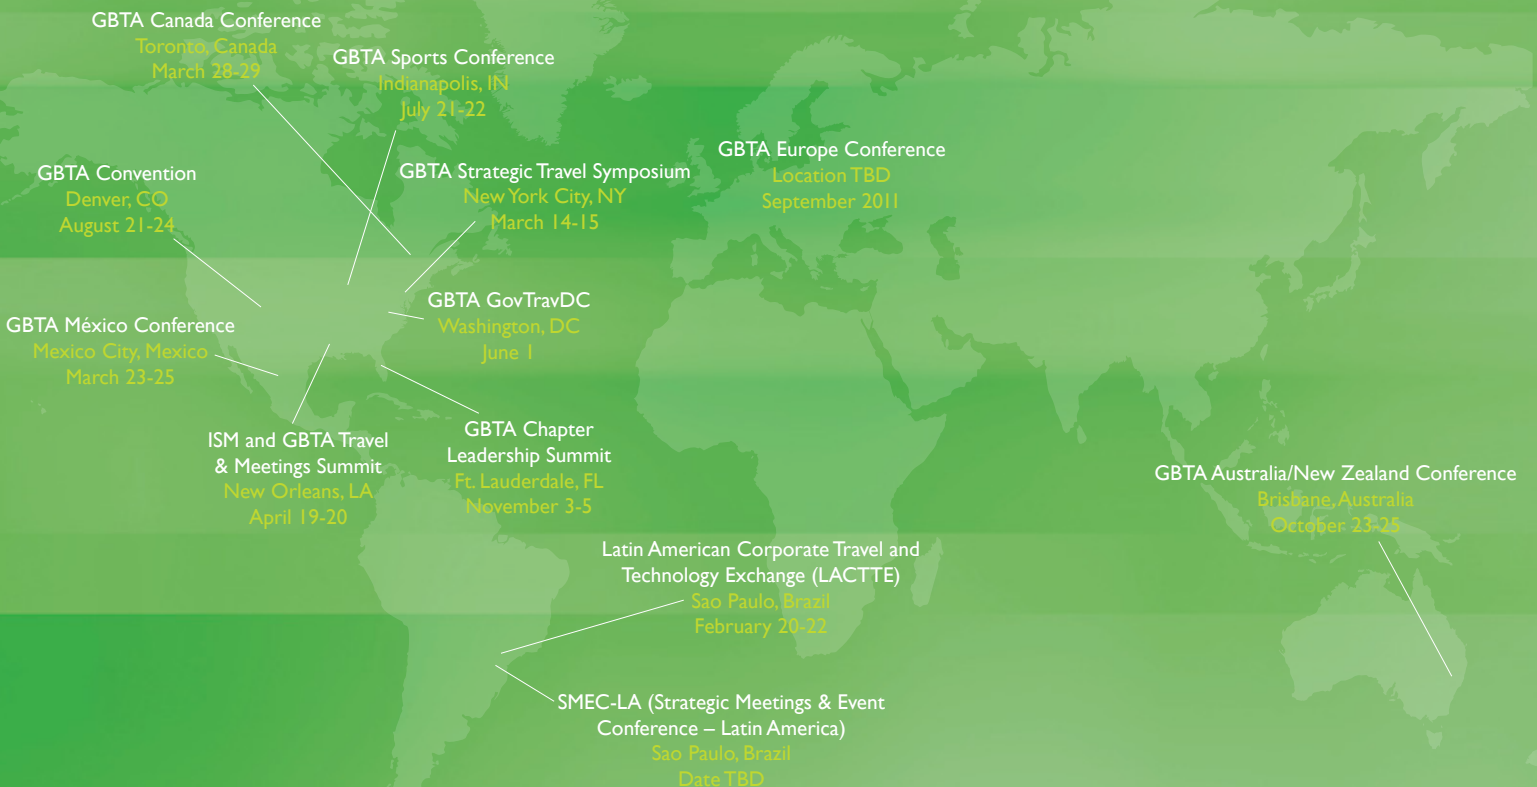 GBTA Canada Conference
Toronto, Canada
March 28-29
GBTA Sports Conference
Indianapolis, IN
July 21-22
GBTA Europe Conference
Location TBD
September 2011
GBTA Convention
Denver, CO
August 21-24
GBTA Strategic Travel Symposium
New York City, NY
March 14-15
GBTA GovTravDC
Washington, DC
June 1
GBTA México Conference
Mexico City, Mexico
March 23-25
ISM and GBTA Travel
& Meetings Summit
New Orleans, LA
April 19-20
GBTA Chapter
Leadership Summit
Ft. Lauderdale, FL
November 3-5
GBTA Australia/New Zealand Conference
Brisbane, Australia
October 23-25
Latin American Corporate Travel and
Technology Exchange (LACTTE)
Sao Paulo, Brazil
February 20-22
SMEC-LA (Strategic Meetings & Event
Conference – Latin America)
Sao Paulo, Brazil
Date TBD